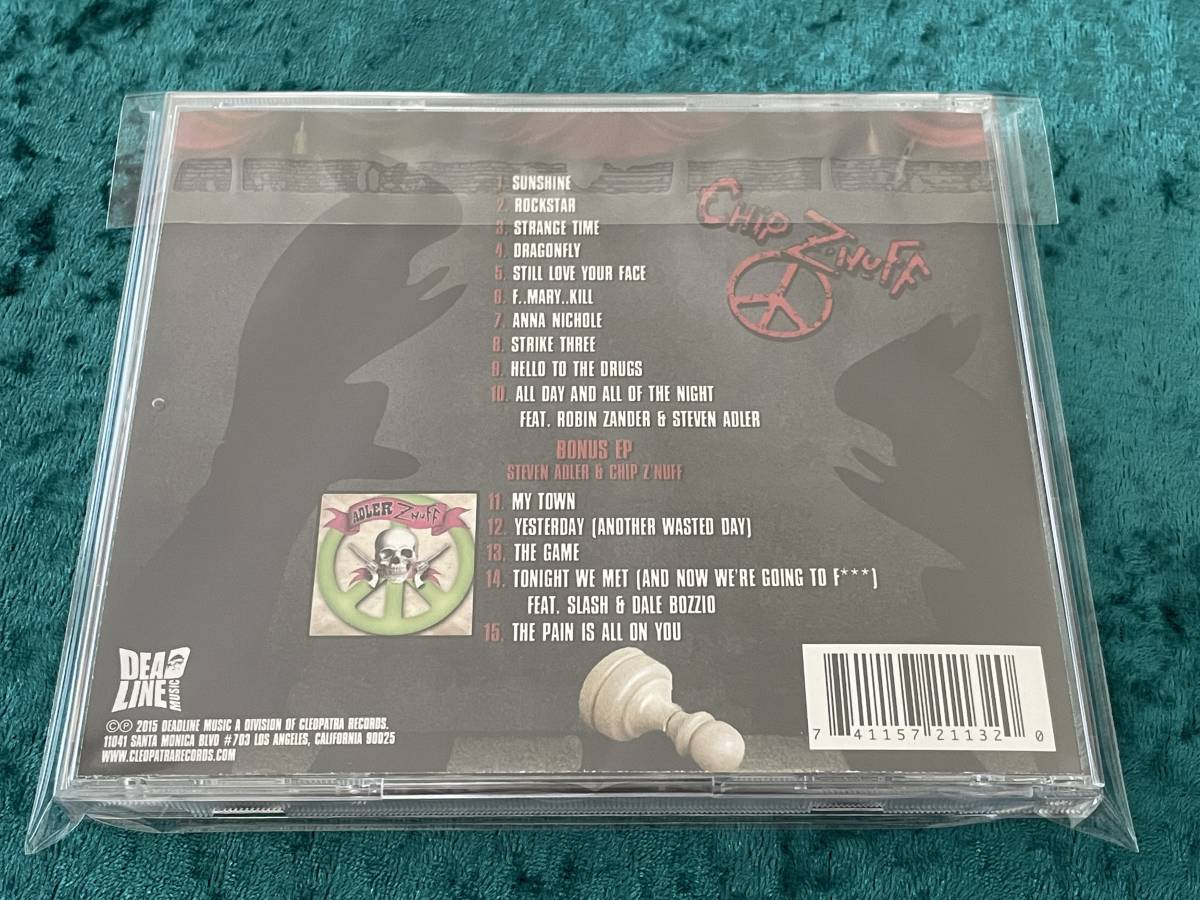 1. SUNSHINE
2. ROCKSTAR
3. STRANGE TIME
4. DRAGONFLY
5. STILL LOVE YOUR FACE
6. F..MARY..KILL
7. ANNA NICHOLE
8. STRIKE THREE
9. HELLO TO THE DRUGS
10. ALL DAY AND ALL OF THE NIGHT
FEAT. ROBIN ZANDER & STEVEN ADLER
CHIP Z'NUFF
BONUS EP
STEVEN ADLER & CHIP Z'NUFF
ADLER Z'NUFF
11. MY TOWN
12. YESTERDAY (ANOTHER WASTED DAY)
13. THE GAME
14. TONIGHT WE MET (AND NOW WE'RE GOING TO F***)
FEAT. SLASH & DALE BOZZIO
15. THE PAIN IS ALL ON YOU
DEAD
LINE
MUSIC
©℗ 2015 DEADLINE MUSIC A DIVISION OF CLEOPATRA RECORDS.
11041 SANTA MONICA BLVD #703 LOS ANGELES, CALIFORNIA 90025
WWW.CLEOPATRARECORDS.COM
7 41157 21132 0